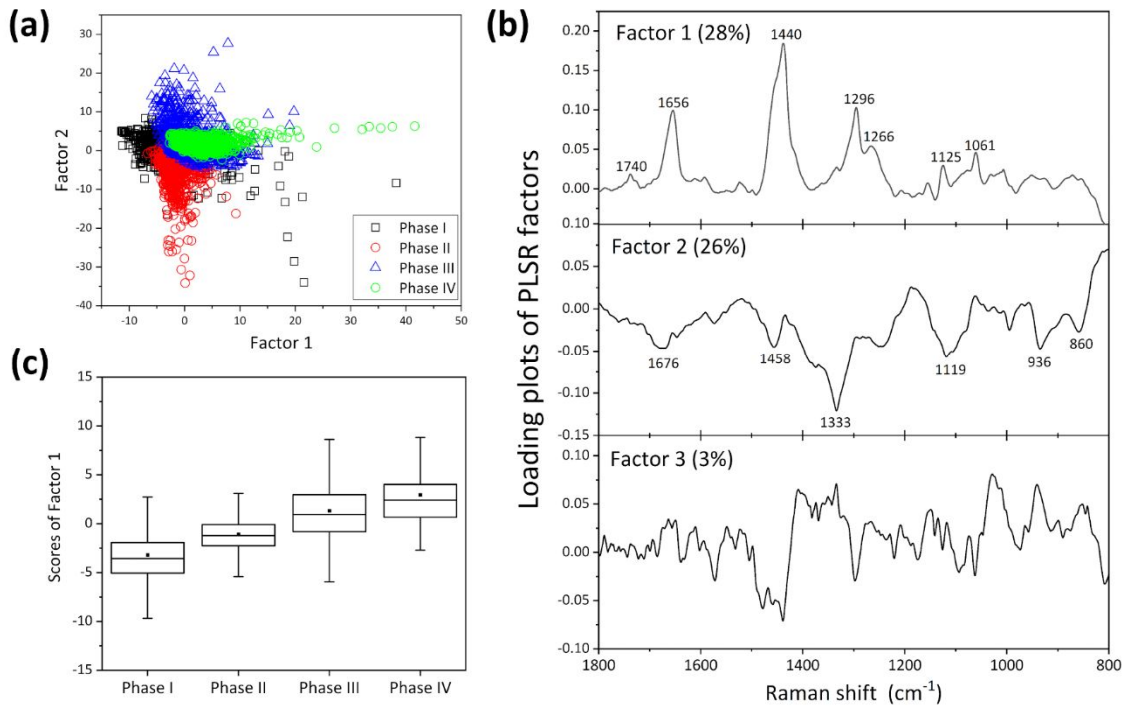 (a)
40
30
20
10
0
-10
-20
-30
-40
Factor 2
-10 0 10 20 30 40 50
Factor 1
Phase I
Phase II
Phase III
Phase IV
(b)
Loading plots of PLSR factors
0.20
0.15
0.10
0.05
0.00
Factor 1 (28%)
1740
1656
1440
1296
1266
1125
1061
0.10
0.05
0.00
-0.05
-0.10
-0.15
Factor 2 (26%)
1676
1458
1333
1119
936
860
0.10
0.05
0.00
-0.05
-0.10
Factor 3 (3%)
1800 1600 1400 1200 1000 800
Raman shift (cm-1)
(c)
15
10
5
0
-5
-10
-15
Scores of Factor 1
Phase I Phase II Phase III Phase IV